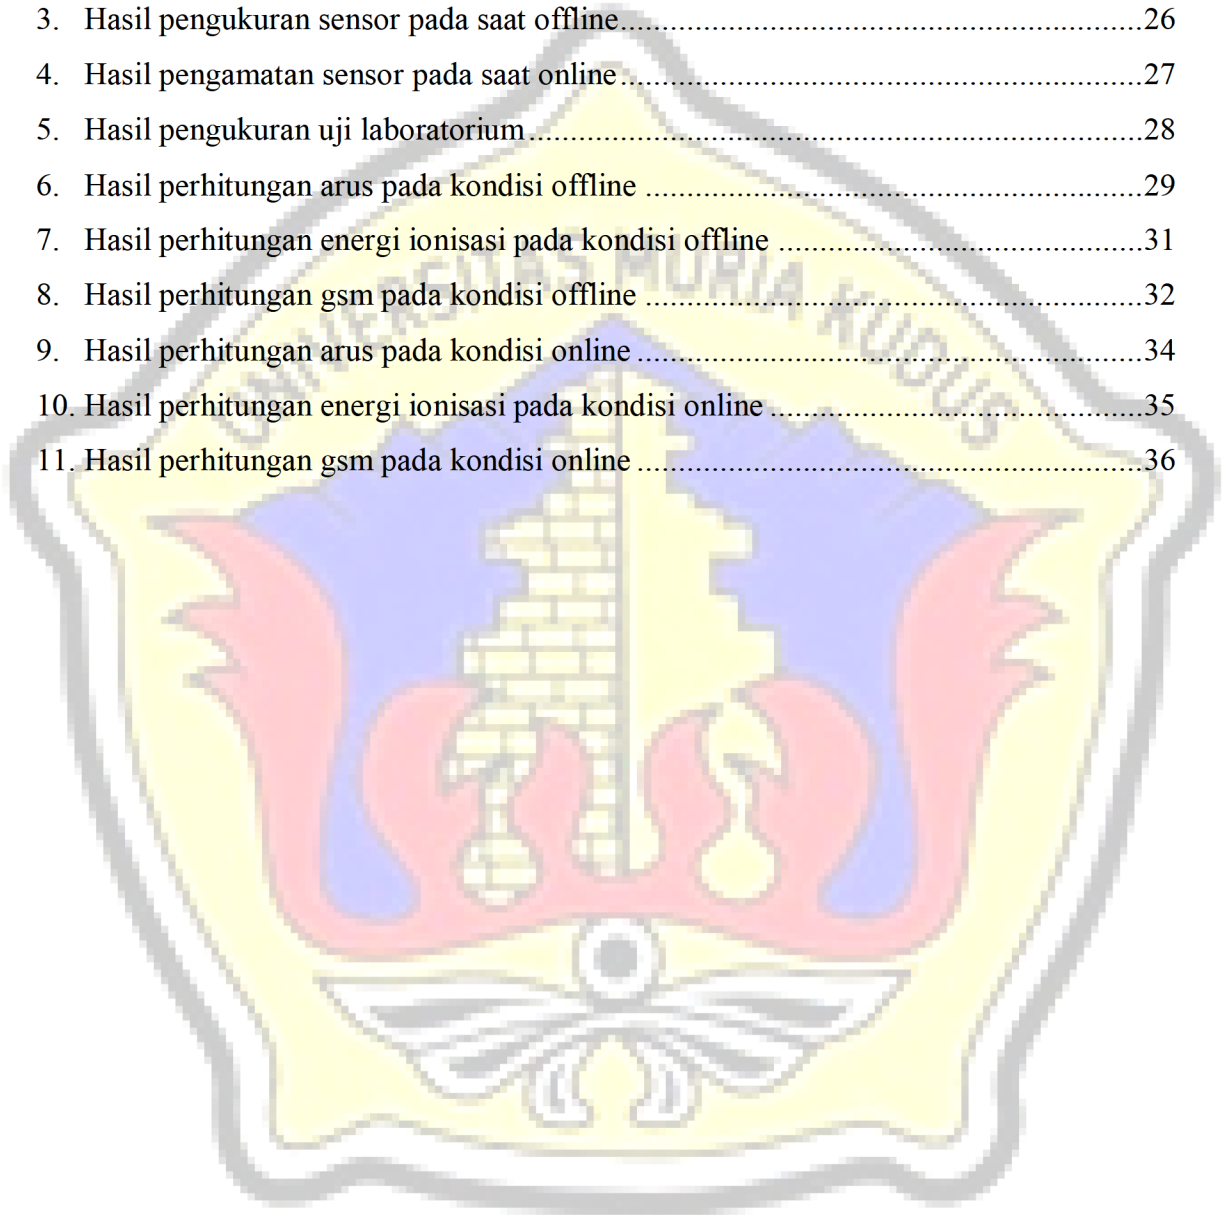 3. Hasil pengukuran sensor pada saat offline....................................................................26
4. Hasil pengamatan sensor pada saat online....................................................................27
5. Hasil pengukuran uji laboratorium................................................................................28
6. Hasil perhitungan arus pada kondisi offline .................................................................29
7. Hasil perhitungan energi ionisasi pada kondisi offline ................................................31
8. Hasil perhitungan gsm pada kondisi offline .................................................................32
9. Hasil perhitungan arus pada kondisi online ..................................................................34
10. Hasil perhitungan energi ionisasi pada kondisi online .................................................35
11. Hasil perhitungan gsm pada kondisi online ..................................................................36
UNIVERSITAS MURIA KUDUS